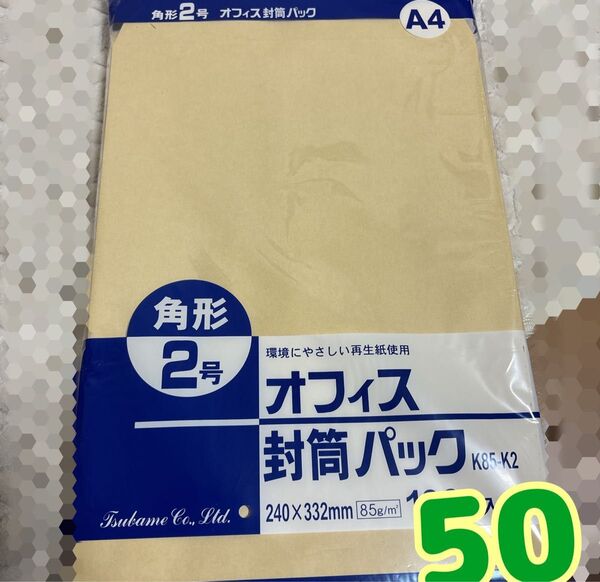 角形2号 オフィス封筒パック
A4
角形
2号
環境にやさしい再生紙使用
オフィス
封筒パック K85-K2
240×332mm 85g/m²
入
Tsubame Co., Ltd.
50